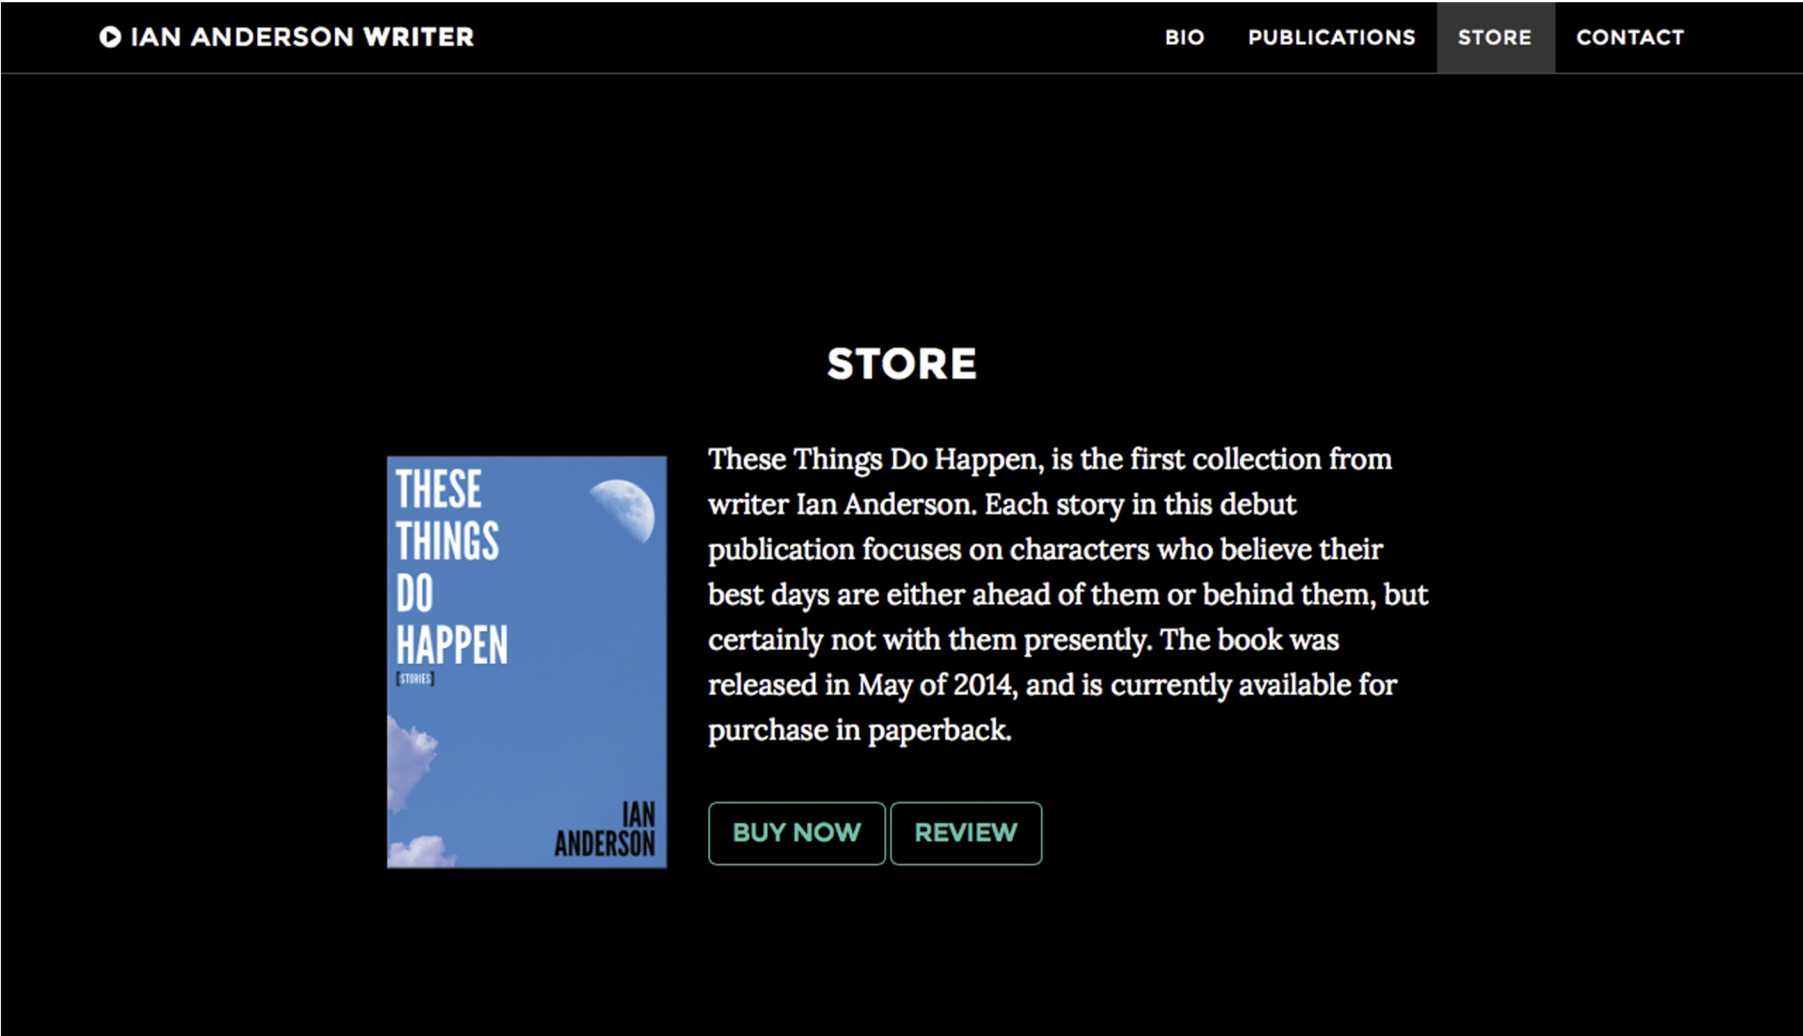 IAN ANDERSON WRITER
BIO PUBLICATIONS STORE CONTACT
STORE
THESE
THINGS
DO
HAPPEN
[STORIES]
IAN
ANDERSON
These Things Do Happen, is the first collection from
writer Ian Anderson. Each story in this debut
publication focuses on characters who believe their
best days are either ahead of them or behind them, but
certainly not with them presently. The book was
released in May of 2014, and is currently available for
purchase in paperback.
BUY NOW REVIEW